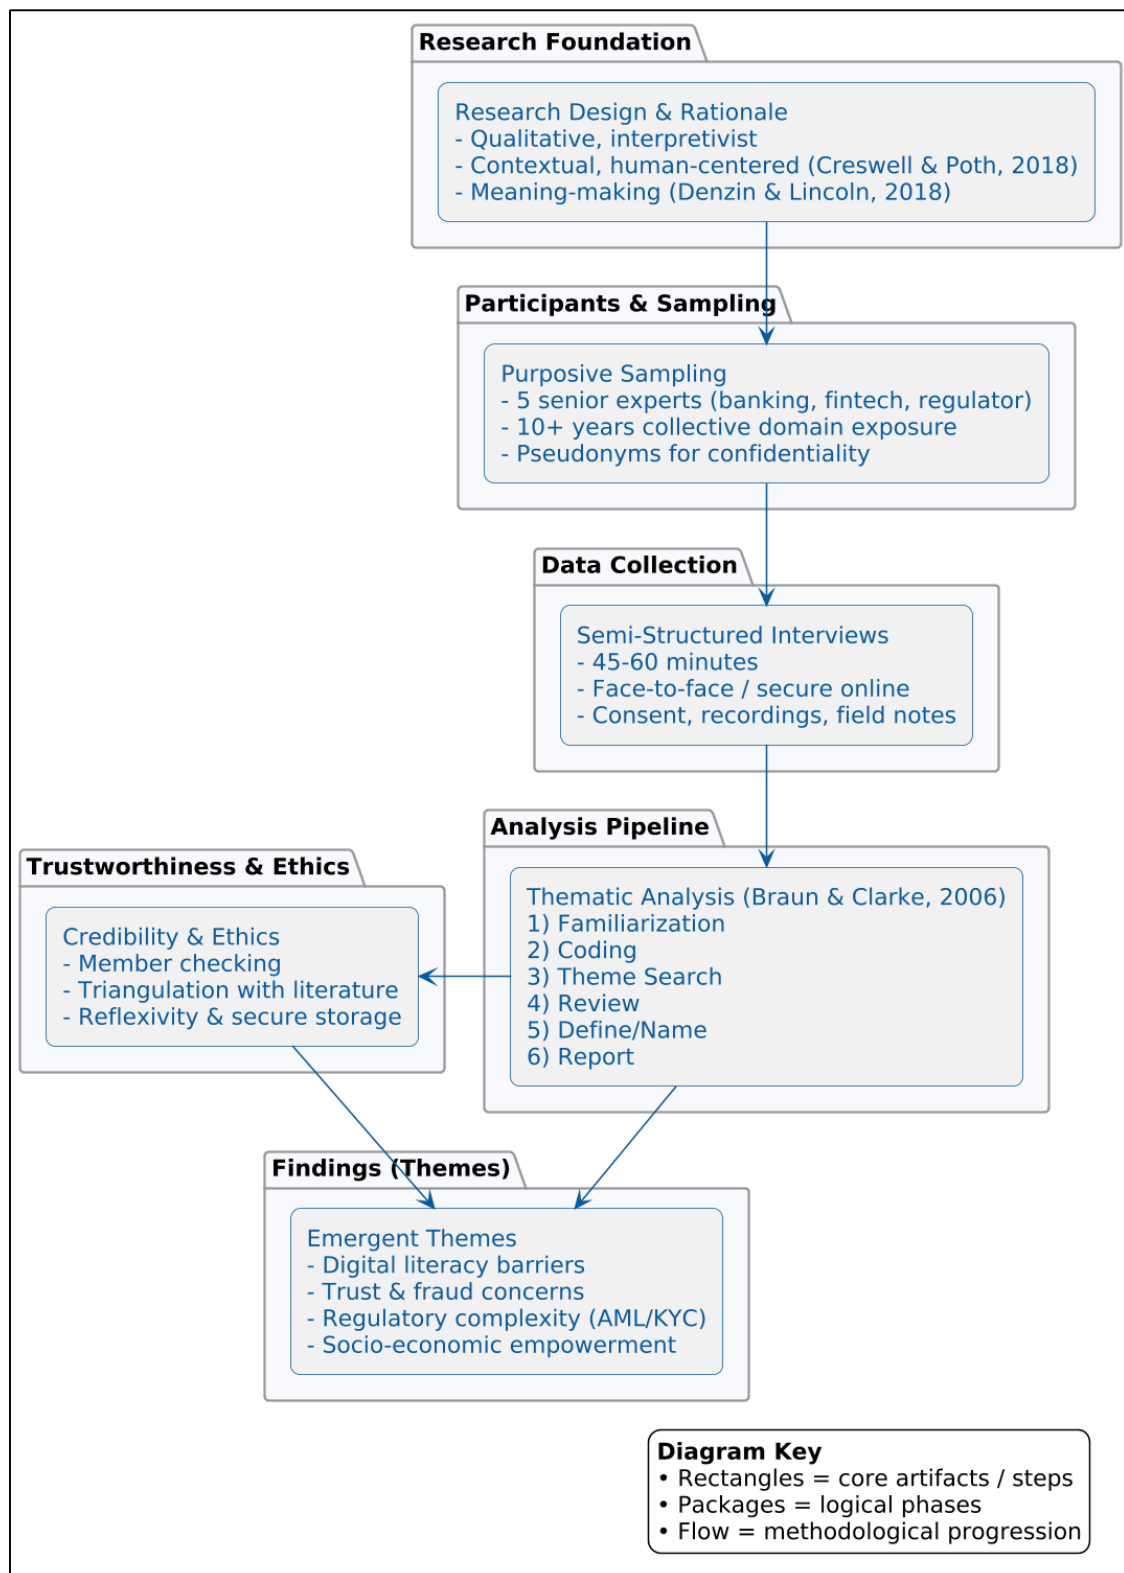 Research Foundation
Research Design & Rationale
- Qualitative, interpretivist
- Contextual, human-centered (Creswell & Poth, 2018)
- Meaning-making (Denzin & Lincoln, 2018)
Participants & Sampling
Purposive Sampling
- 5 senior experts (banking, fintech, regulator)
- 10+ years collective domain exposure
- Pseudonyms for confidentiality
Data Collection
Semi-Structured Interviews
- 45-60 minutes
- Face-to-face / secure online
- Consent, recordings, field notes
Analysis Pipeline
Thematic Analysis (Braun & Clarke, 2006)
1) Familiarization
2) Coding
3) Theme Search
4) Review
5) Define/Name
6) Report
Trustworthiness & Ethics
Credibility & Ethics
- Member checking
- Triangulation with literature
- Reflexivity & secure storage
Findings (Themes)
Emergent Themes
- Digital literacy barriers
- Trust & fraud concerns
- Regulatory complexity (AML/KYC)
- Socio-economic empowerment
Diagram Key
• Rectangles = core artifacts / steps
• Packages = logical phases
• Flow = methodological progression